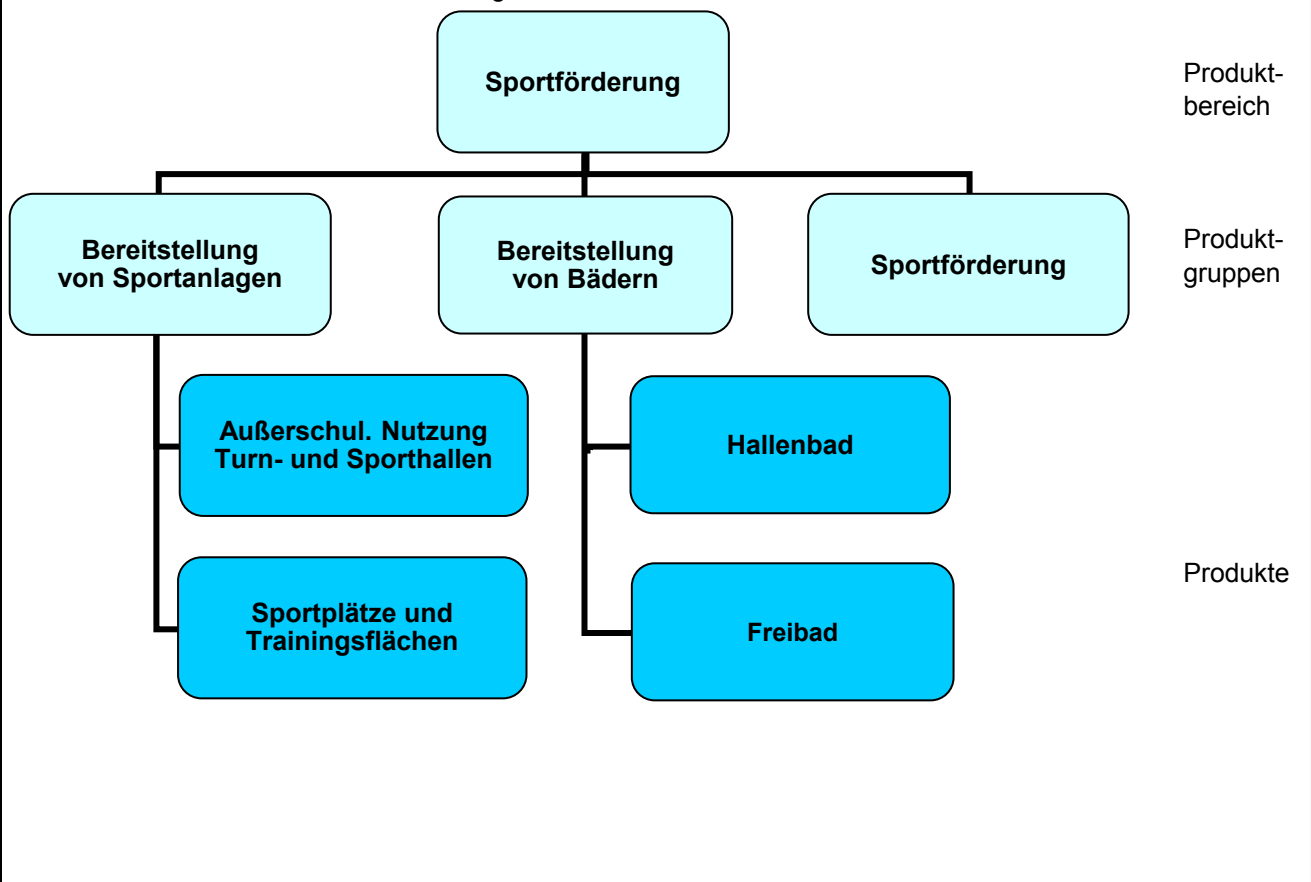 Sportförderung
Produkt-
bereich
Bereitstellung
von Sportanlagen
Bereitstellung
von Bädern
Sportförderung
Produkt-
gruppen
Außerschul. Nutzung
Turn- und Sporthallen
Hallenbad
Sportplätze und
Trainingsflächen
Freibad
Produkte